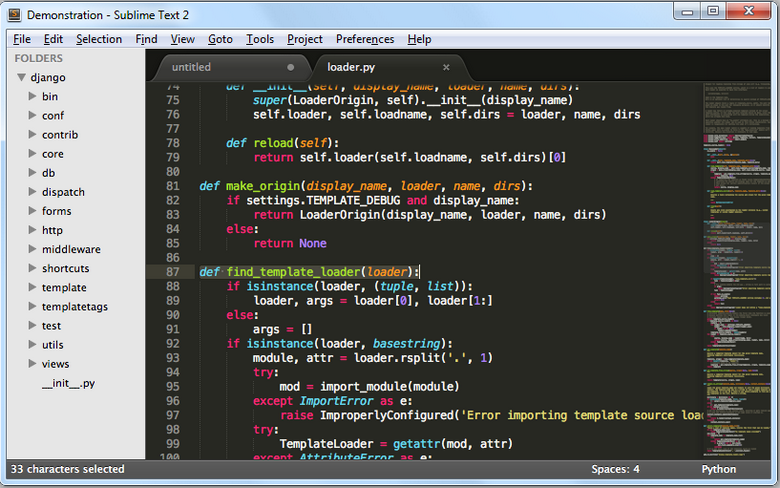 Demonstration - Sublime Text 2
File Edit Selection Find View Goto Tools Project Preferences Help
FOLDERS
django
bin
conf
contrib
core
db
dispatch
forms
http
middleware
shortcuts
template
templatetags
test
utils
views
__init__.py
untitled
loader.py
74 def __init__(self, display_name, loader, name, dirs):
75 super(LoaderOrigin, self).__init__(display_name)
76 self.loader, self.loadname, self.dirs = loader, name, dirs
77
78 def reload(self):
79 return self.loader(self.loadname, self.dirs)[0]
80
81 def make_origin(display_name, loader, name, dirs):
82 if settings.TEMPLATE_DEBUG and display_name:
83 return LoaderOrigin(display_name, loader, name, dirs)
84 else:
85 return None
86
87 def find_template_loader(loader):
88 if isinstance(loader, (tuple, list)):
89 loader, args = loader[0], loader[1:]
90 else:
91 args = []
92 if isinstance(loader, basestring):
93 module, attr = loader.rsplit('.', 1)
94 try:
95 mod = import_module(module)
96 except ImportError as e:
97 raise ImproperlyConfigured('Error importing template source loa
98 try:
99 TemplateLoader = getattr(mod, attr)
100 except AttributeError as e:
33 characters selected
Spaces: 4
Python